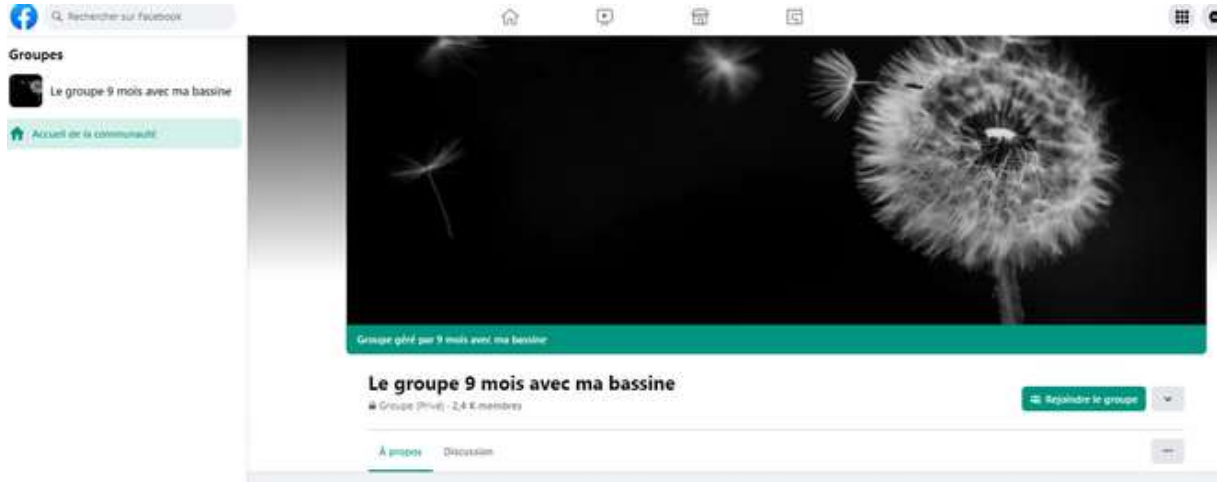 Rechercher sur Facebook
Groupes
Le groupe 9 mois avec ma bassine
Accueil de la communauté
Groupe géré par 9 mois avec ma bassine
Le groupe 9 mois avec ma bassine
Groupe (Privé) · 2,4 K membres
Rejoindre le groupe
À propos
Discussion